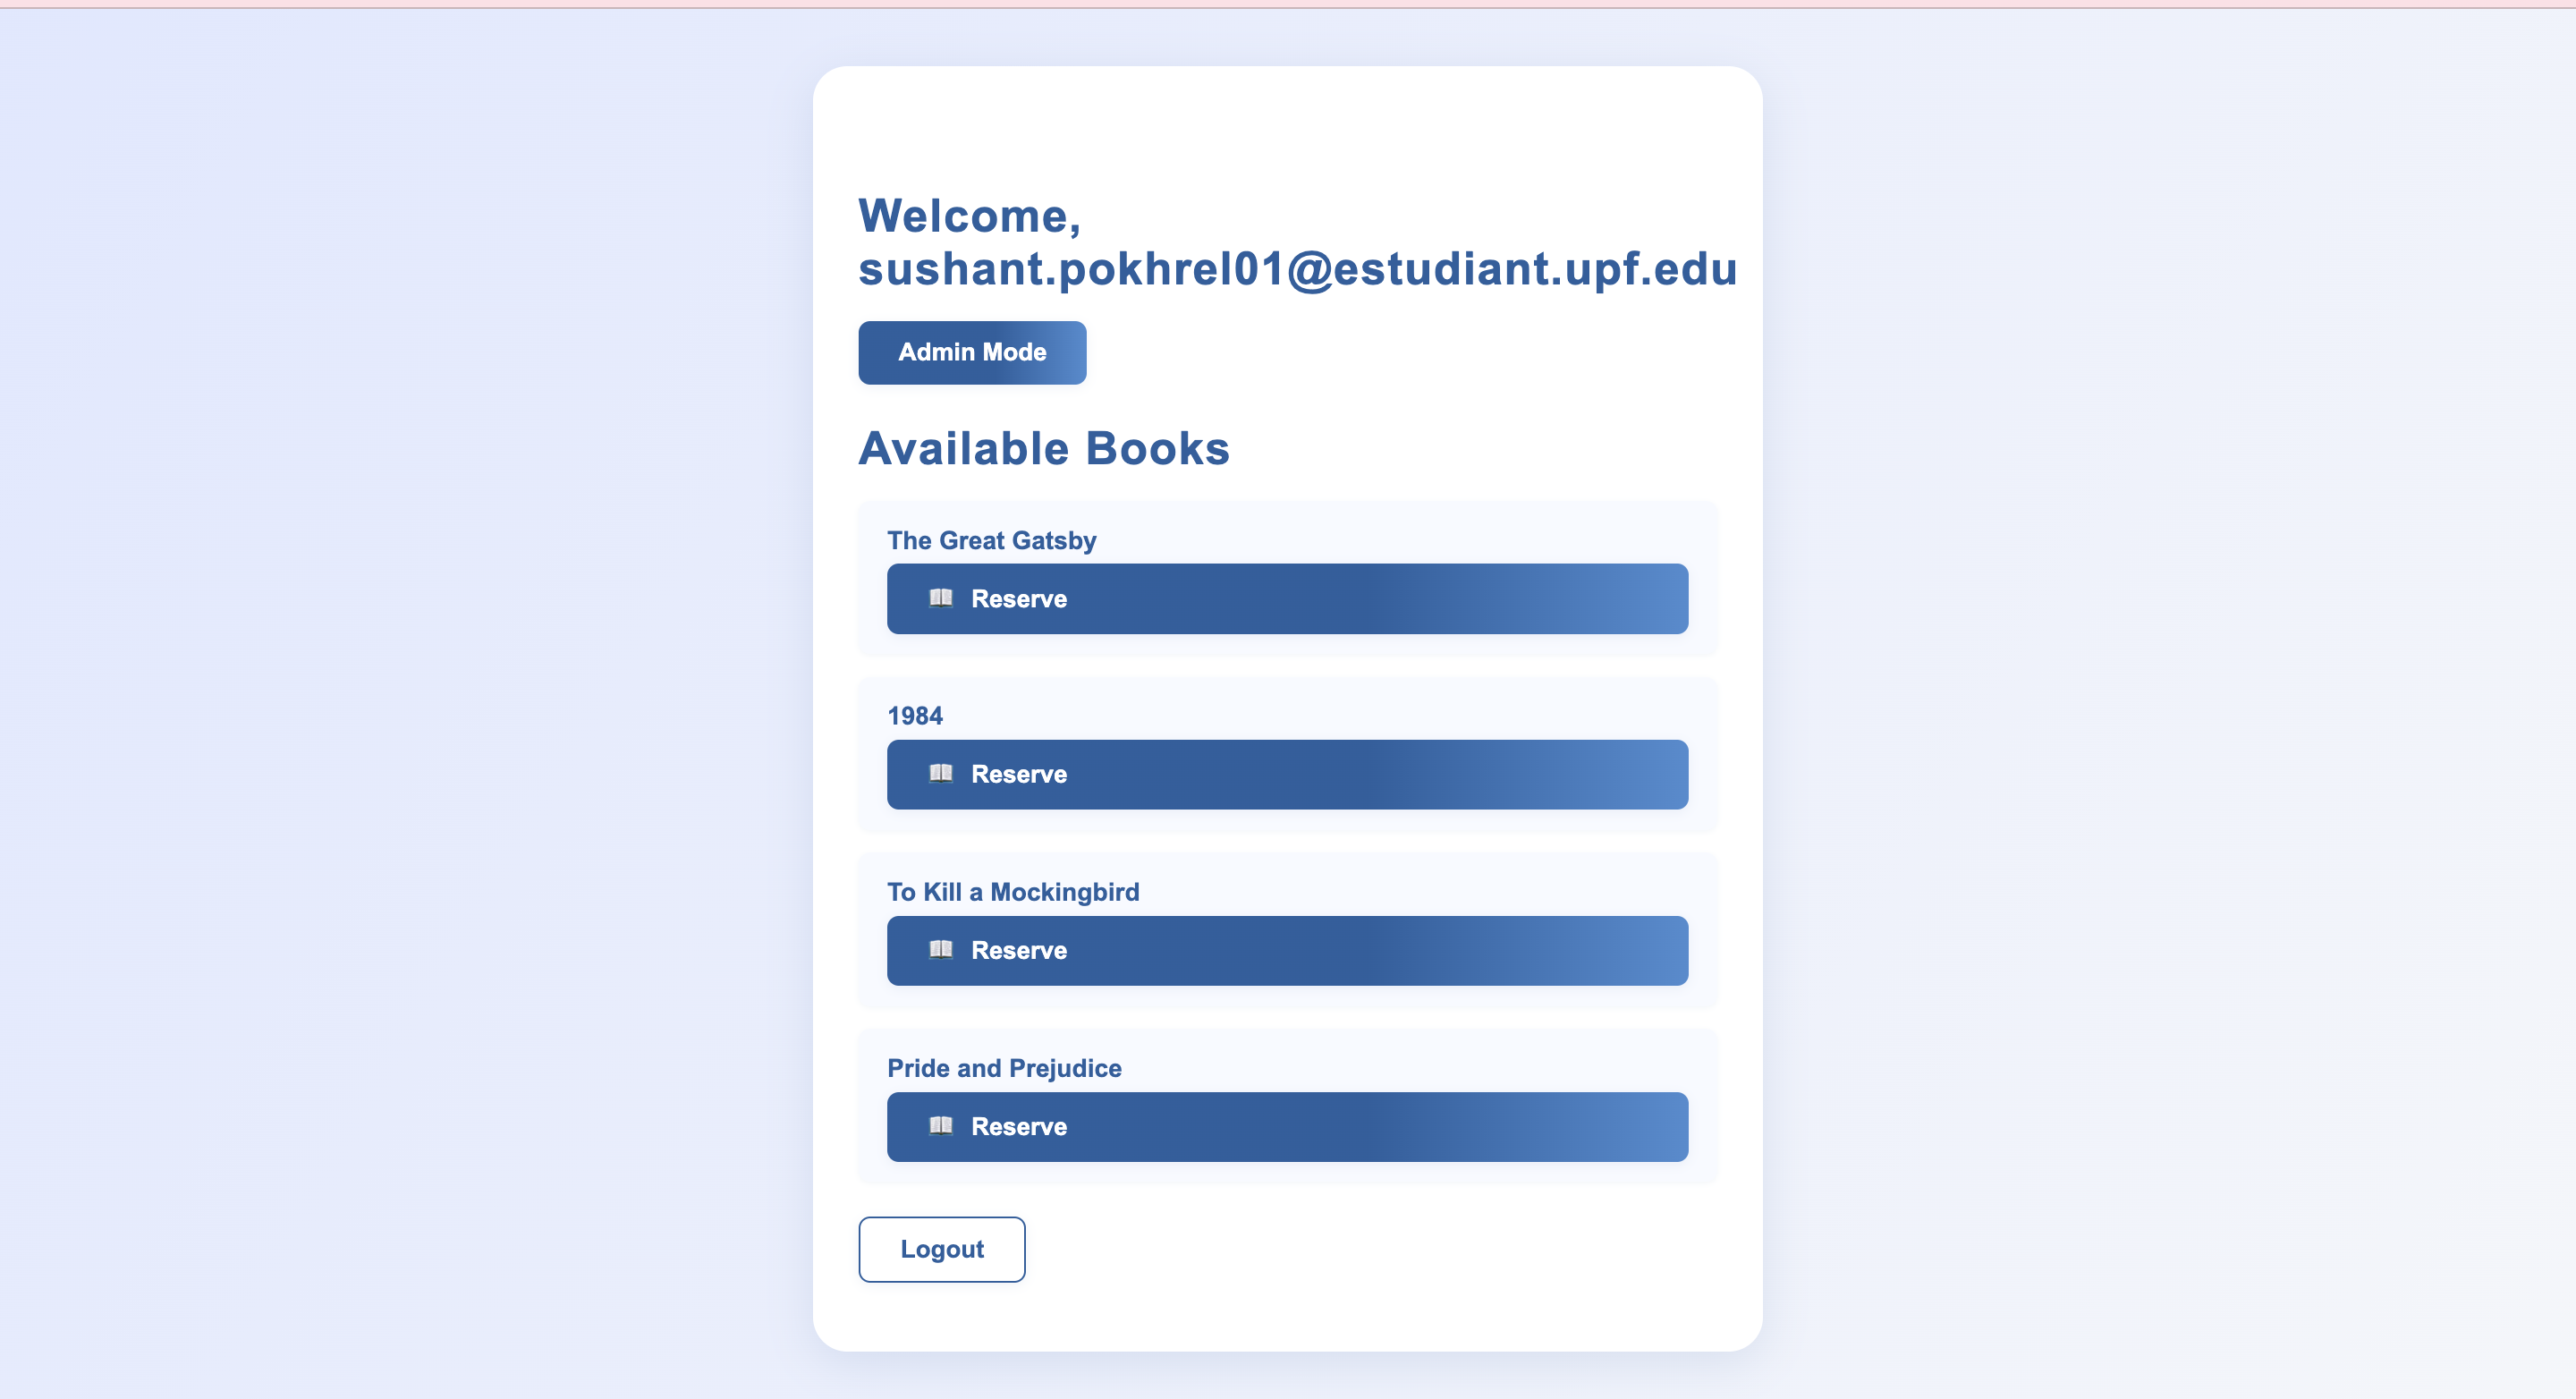 Welcome,
sushant.pokhrel01@estudiant.upf.edu
Admin Mode
Available Books
The Great Gatsby
📖 Reserve
1984
📖 Reserve
To Kill a Mockingbird
📖 Reserve
Pride and Prejudice
📖 Reserve
Logout